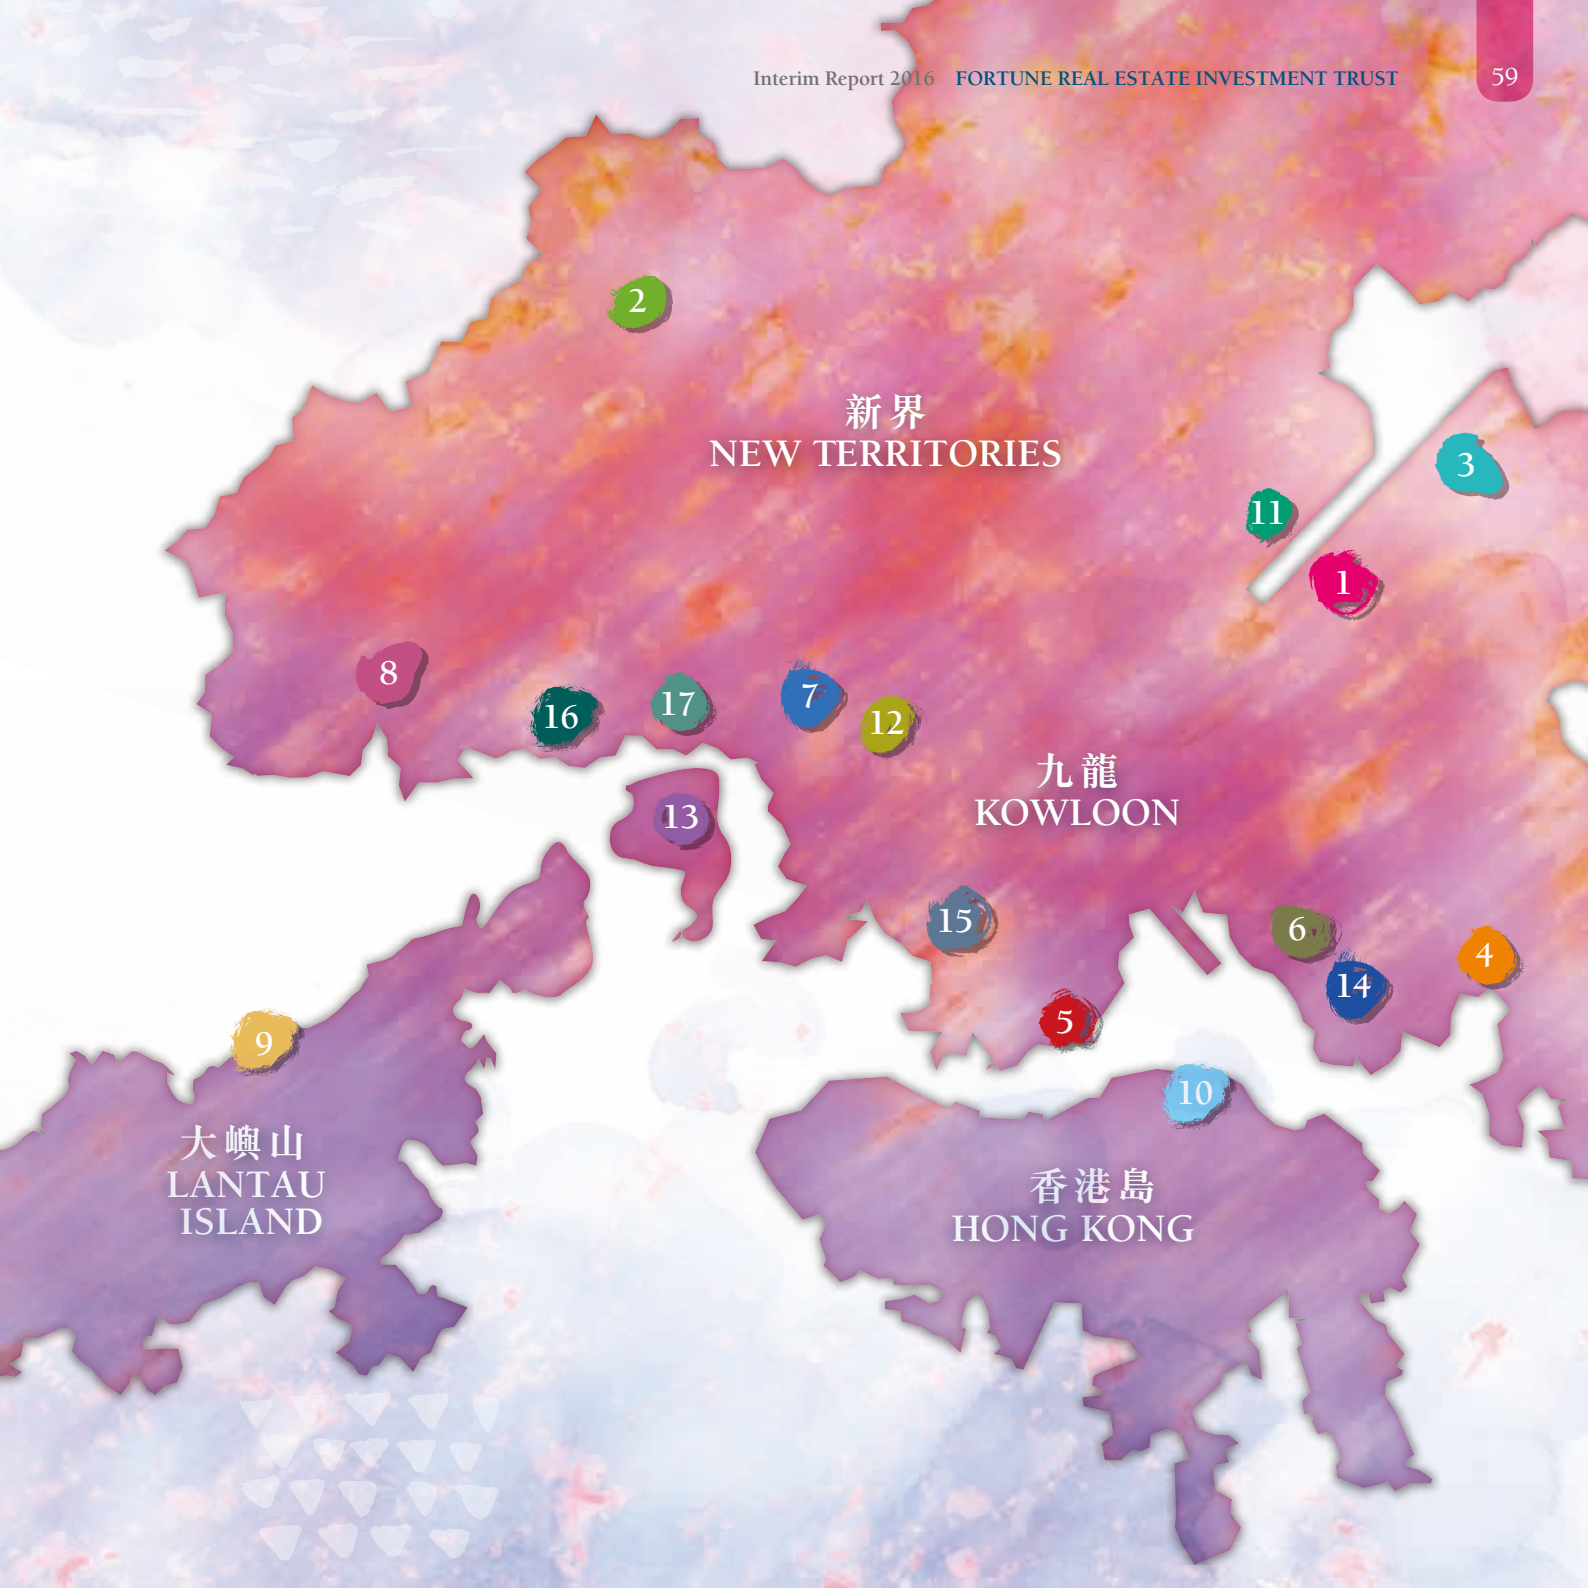 Interim Report 2016 FORTUNE REAL ESTATE INVESTMENT TRUST 59
2
新界
NEW TERRITORIES
3
11
1
8
16
17
7
12
九龍
KOWLOON
13
15
6
4
14
5
9
10
大嶼山
LANTAU
ISLAND
香港島
HONG KONG